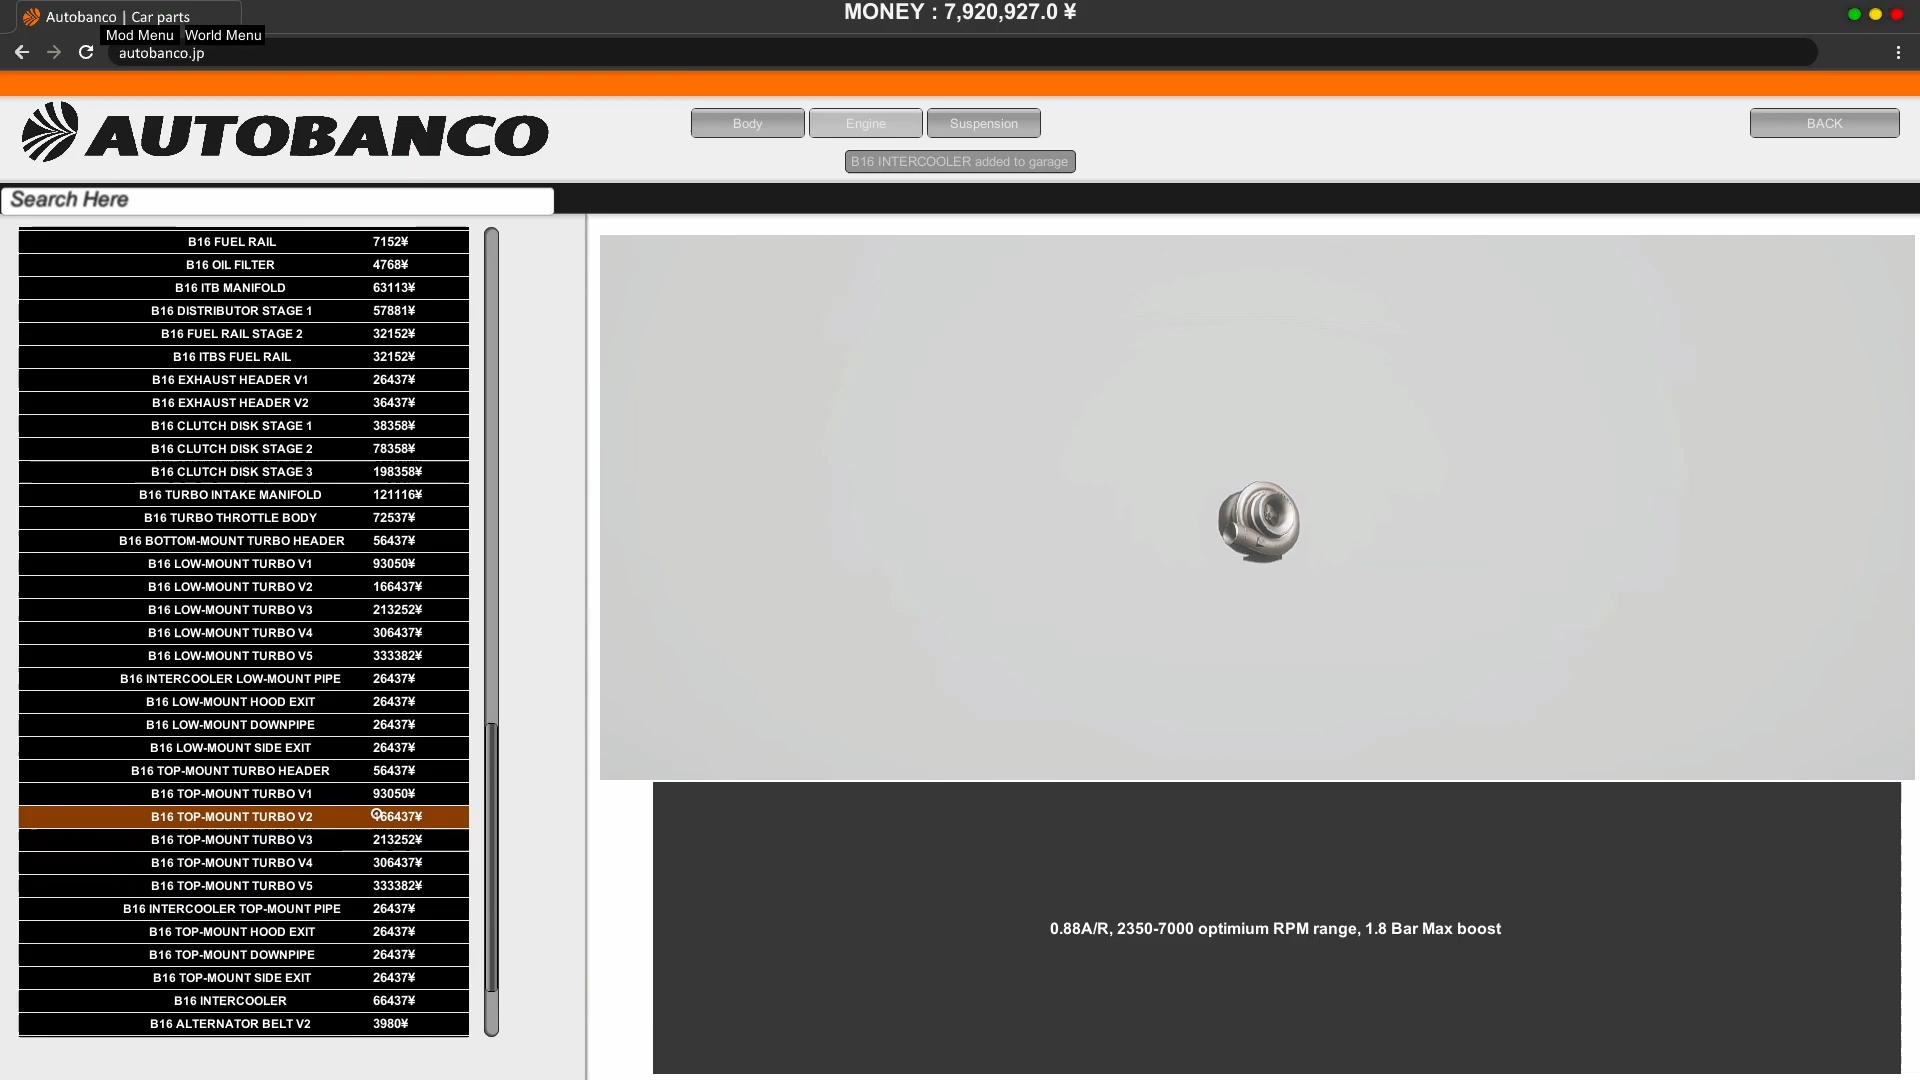 Autobanco | Car parts
MONEY : 7,920,927.0 ¥
Mod Menu World Menu
autobanco.jp
AUTOBANCO
Body Engine Suspension
BACK
B16 INTERCOOLER added to garage
Search Here
B16 FUEL RAIL 7152¥
B16 OIL FILTER 4768¥
B16 ITB MANIFOLD 63113¥
B16 DISTRIBUTOR STAGE 1 57881¥
B16 FUEL RAIL STAGE 2 32152¥
B16 ITBS FUEL RAIL 32152¥
B16 EXHAUST HEADER V1 26437¥
B16 EXHAUST HEADER V2 36437¥
B16 CLUTCH DISK STAGE 1 38358¥
B16 CLUTCH DISK STAGE 2 78358¥
B16 CLUTCH DISK STAGE 3 198358¥
B16 TURBO INTAKE MANIFOLD 121116¥
B16 TURBO THROTTLE BODY 72537¥
B16 BOTTOM-MOUNT TURBO HEADER 56437¥
B16 LOW-MOUNT TURBO V1 93050¥
B16 LOW-MOUNT TURBO V2 166437¥
B16 LOW-MOUNT TURBO V3 213252¥
B16 LOW-MOUNT TURBO V4 306437¥
B16 LOW-MOUNT TURBO V5 333382¥
B16 INTERCOOLER LOW-MOUNT PIPE 26437¥
B16 LOW-MOUNT HOOD EXIT 26437¥
B16 LOW-MOUNT DOWNPIPE 26437¥
B16 LOW-MOUNT SIDE EXIT 26437¥
B16 TOP-MOUNT TURBO HEADER 56437¥
B16 TOP-MOUNT TURBO V1 93050¥
B16 TOP-MOUNT TURBO V2 166437¥
B16 TOP-MOUNT TURBO V3 213252¥
B16 TOP-MOUNT TURBO V4 306437¥
B16 TOP-MOUNT TURBO V5 333382¥
B16 INTERCOOLER TOP-MOUNT PIPE 26437¥
B16 TOP-MOUNT HOOD EXIT 26437¥
B16 TOP-MOUNT DOWNPIPE 26437¥
B16 TOP-MOUNT SIDE EXIT 26437¥
B16 INTERCOOLER 66437¥
B16 ALTERNATOR BELT V2 3980¥
0.88A/R, 2350-7000 optimium RPM range, 1.8 Bar Max boost